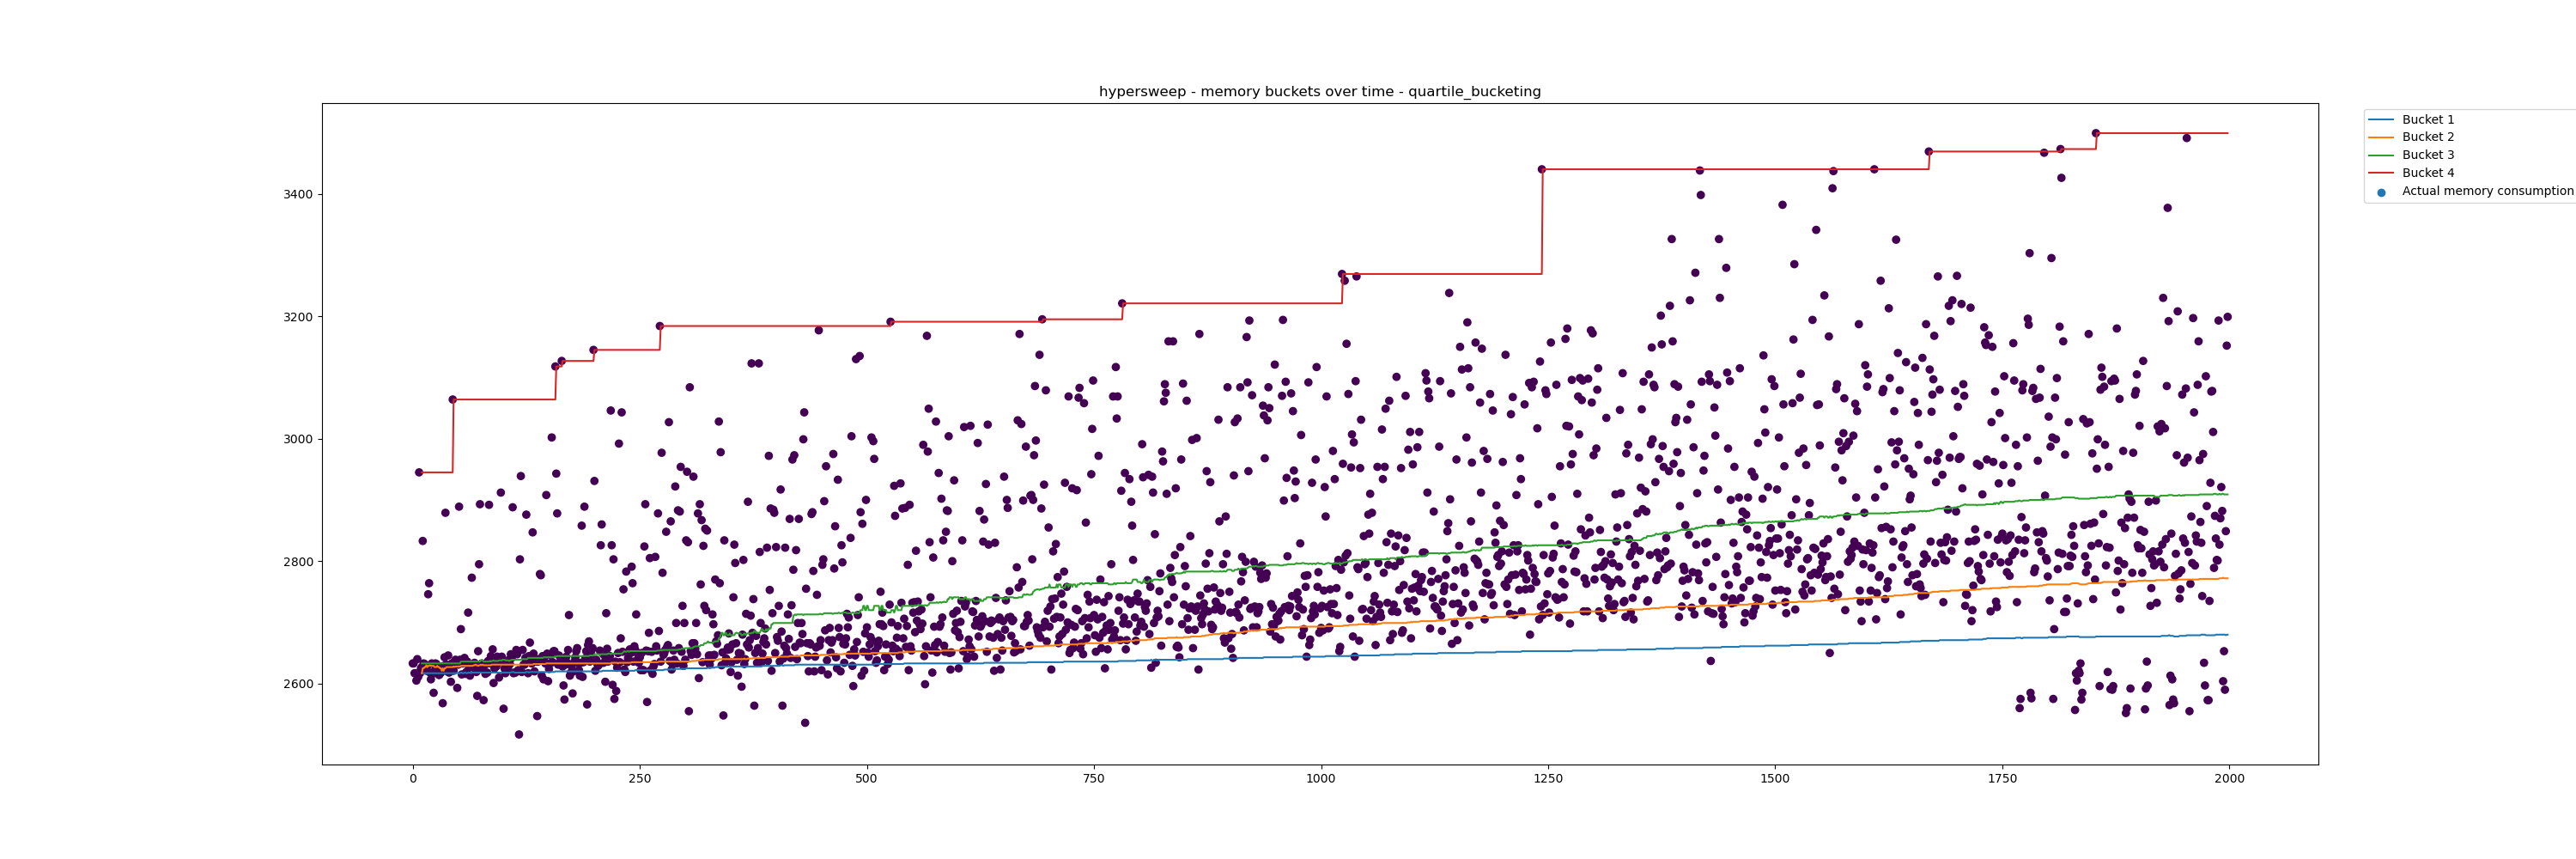 hypersweep - memory buckets over time - quartile_bucketing
Bucket 1
Bucket 2
Bucket 3
Bucket 4
Actual memory consumption
3400
3200
3000
2800
2600
0 250 500 750 1000 1250 1500 1750 2000